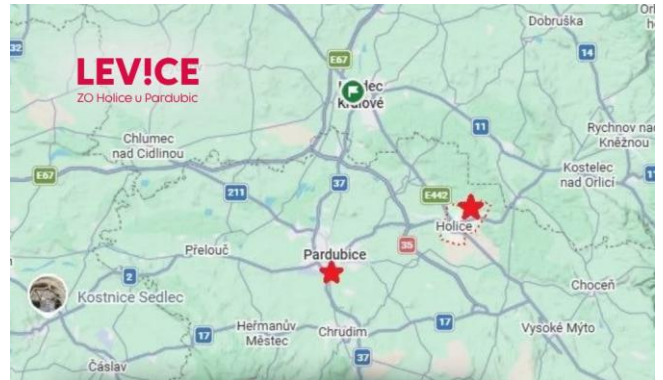 LEV!CE
ZO Holice u Pardubic
Dobruška
32
E67
14
Hradec
Králové
11
Rychnov nad
Kněžnou
Chlumec
nad Cidlinou
Kostelec
nad Orlicí
E67
37
E442
211
Holice
35
Přelouč
Pardubice
2
Kostnice Sedlec
Choceň
17
Heřmanův
Městec
Chrudim
17
Vysoké Mýto
37
Čáslav